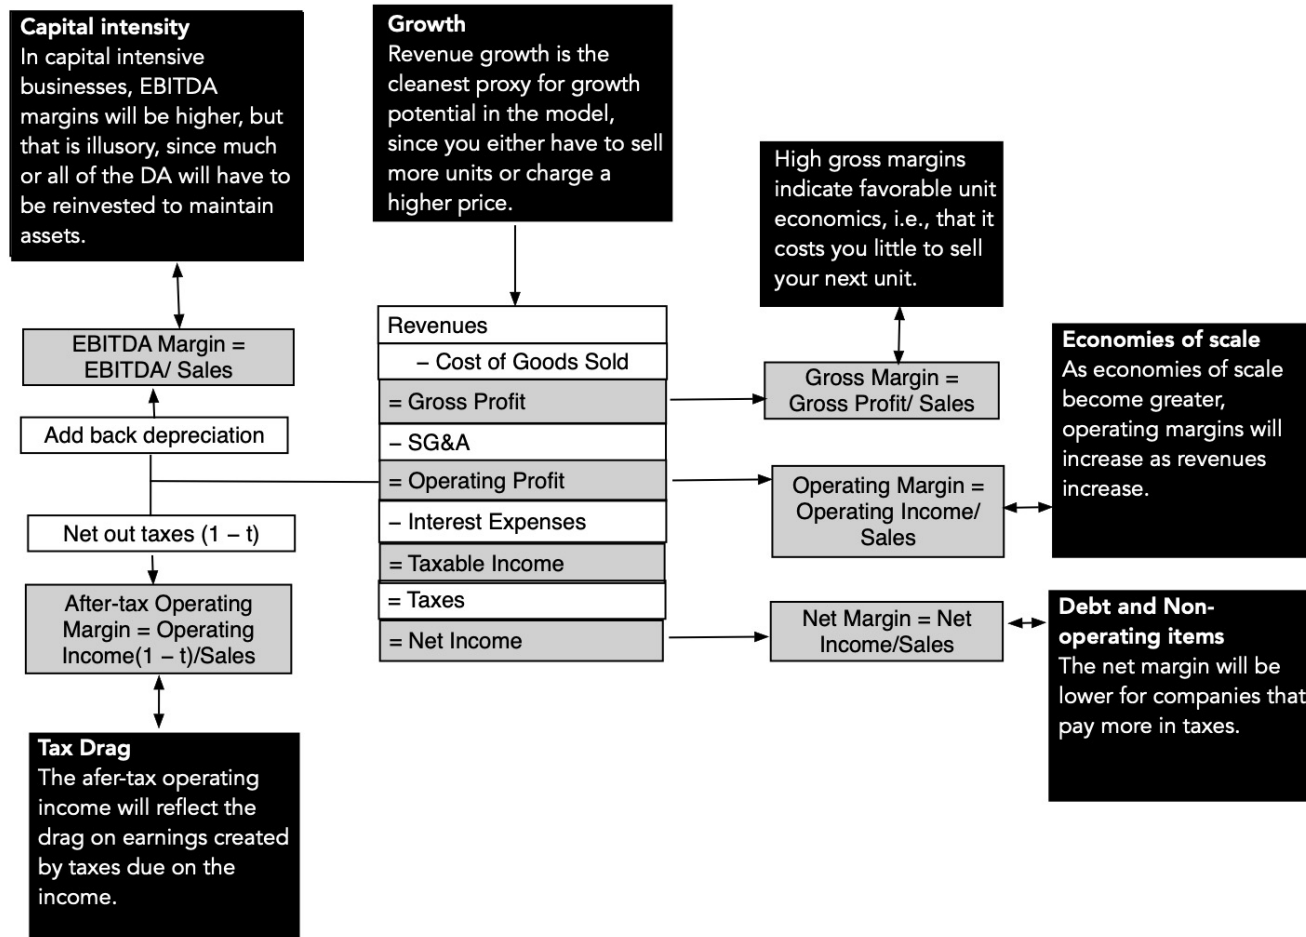 Capital intensity
In capital intensive
businesses, EBITDA
margins will be higher, but
that is illusory, since much
or all of the DA will have to
be reinvested to maintain
assets.
Growth
Revenue growth is the
cleanest proxy for growth
potential in the model,
since you either have to sell
more units or charge a
higher price.
High gross margins
indicate favorable unit
economics, i.e., that it
costs you little to sell
your next unit.
EBITDA Margin =
EBITDA/ Sales
Add back depreciation
Net out taxes (1 – t)
After-tax Operating
Margin = Operating
Income(1 – t)/Sales
Tax Drag
The afer-tax operating
income will reflect the
drag on earnings created
by taxes due on the
income.
Revenues
– Cost of Goods Sold
= Gross Profit
– SG&A
= Operating Profit
– Interest Expenses
= Taxable Income
= Taxes
= Net Income
Gross Margin =
Gross Profit/ Sales
Operating Margin =
Operating Income/
Sales
Net Margin = Net
Income/Sales
Economies of scale
As economies of scale
become greater,
operating margins will
increase as revenues
increase.
Debt and Non-
operating items
The net margin will be
lower for companies that
pay more in taxes.